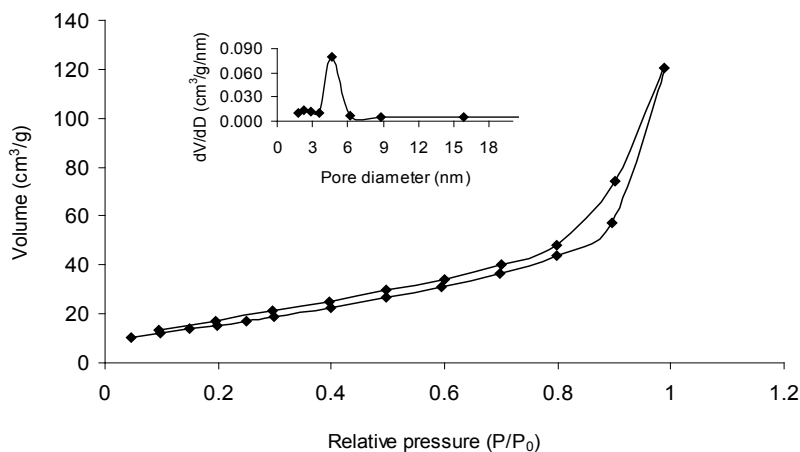 140
120
100
80
60
40
20
0
Volume (cm³/g)
0 0.2 0.4 0.6 0.8 1 1.2
Relative pressure (P/P₀)
0.090
0.060
0.030
0.000
dV/dD (cm³/g/nm)
0 3 6 9 12 15 18
Pore diameter (nm)